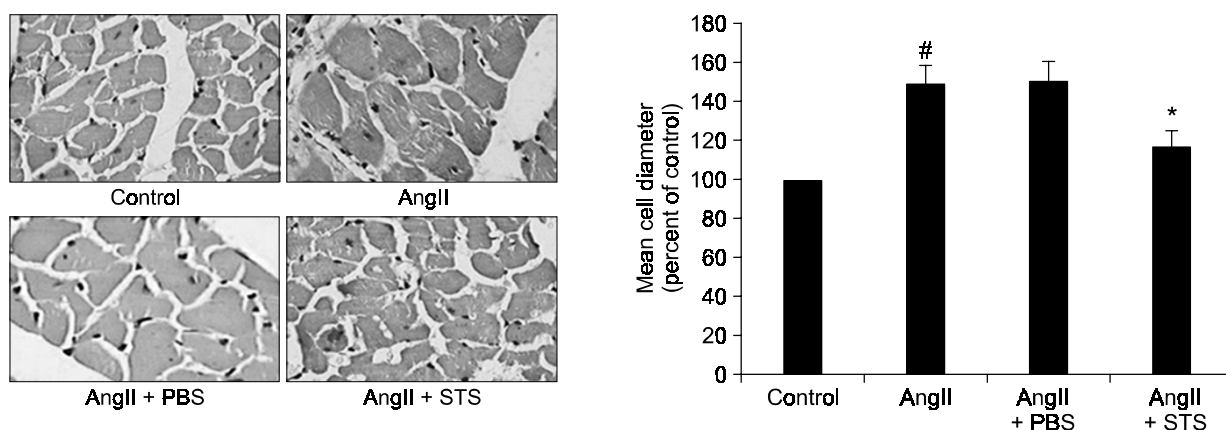 Control
AngII
AngII + PBS
AngII + STS
Mean cell diameter
(percent of control)
180
160
140
120
100
80
60
40
20
0
#
*
Control
AngII
AngII
+ PBS
AngII
+ STS